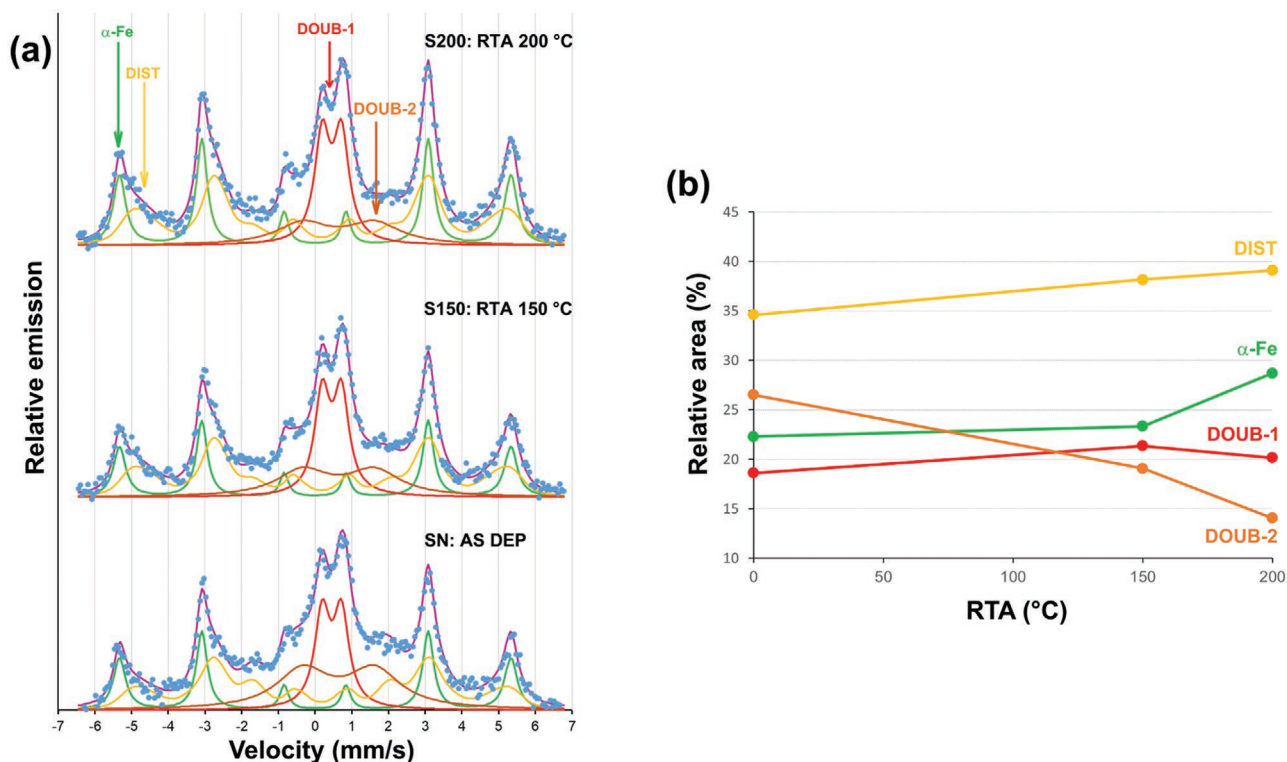 (a)
α-Fe
DIST
DOUB-1
S200: RTA 200 °C
DOUB-2
S150: RTA 150 °C
SN: AS DEP
Relative emission
-7 -6 -5 -4 -3 -2 -1 0 1 2 3 4 5 6 7
Velocity (mm/s)
(b)
45
40
35
30
25
20
15
10
DIST
α-Fe
DOUB-1
DOUB-2
Relative area (%)
0 50 100 150 200
RTA (°C)